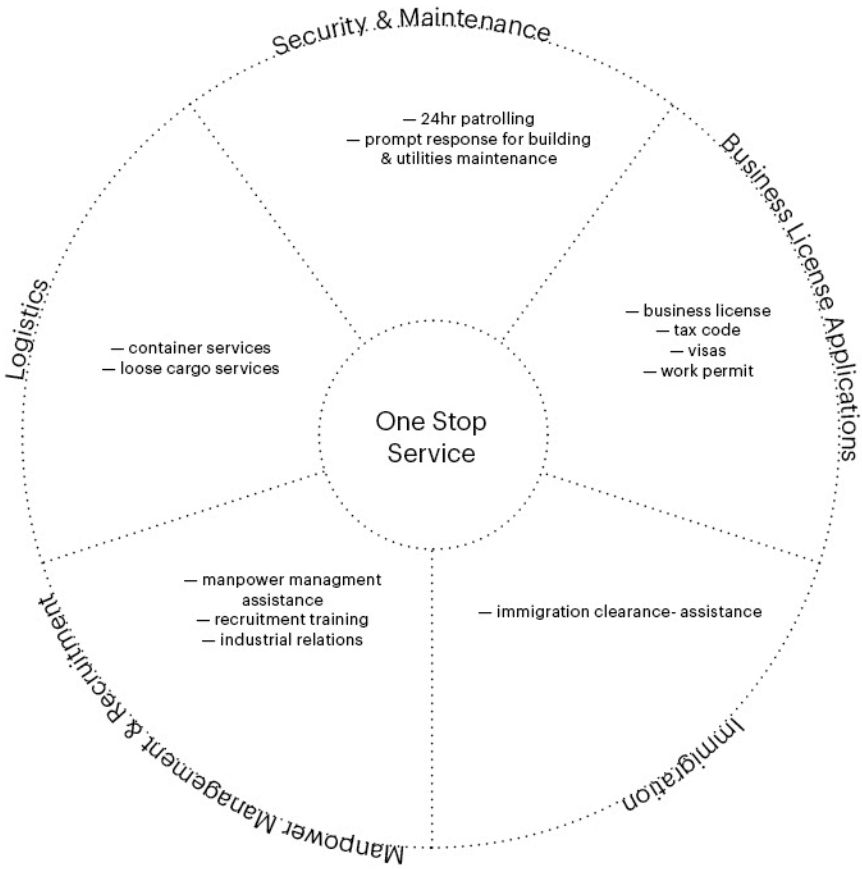 Security & Maintenance
— 24hr patrolling
— prompt response for building
& utilities maintenance
Business License Applications
— business license
— tax code
— visas
— work permit
Logistics
— container services
— loose cargo services
One Stop
Service
— manpower managment
assistance
— recruitment training
— industrial relations
Manpower Management & Recruitment
— immigration clearance- assistance
Immigration